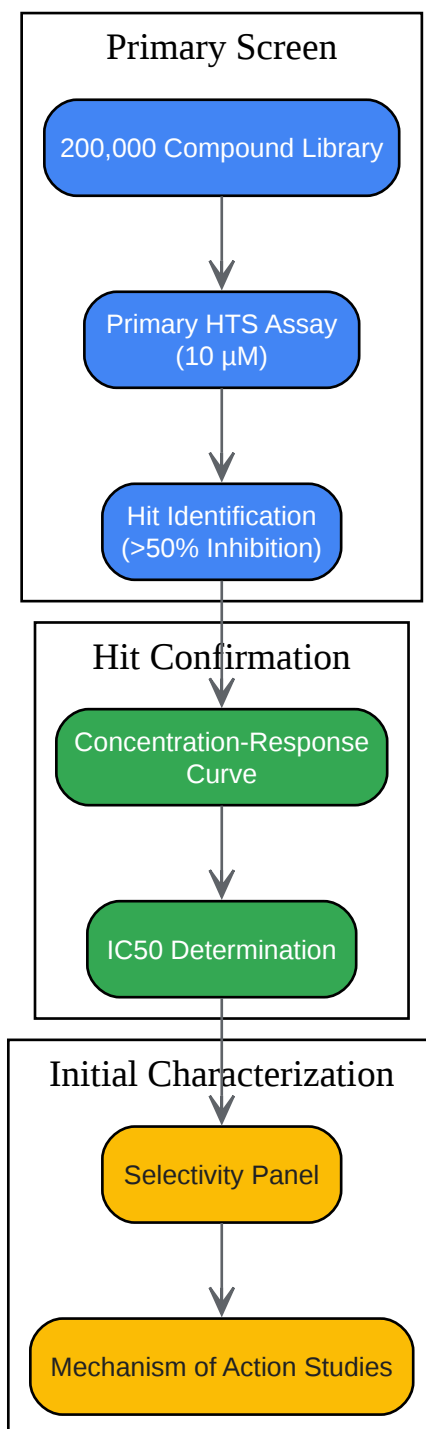 Primary Screen
200,000 Compound Library
Primary HTS Assay
(10 µM)
Hit Identification
(>50% Inhibition)
Hit Confirmation
Concentration-Response
Curve
IC50 Determination
Initial Characterization
Selectivity Panel
Mechanism of Action Studies